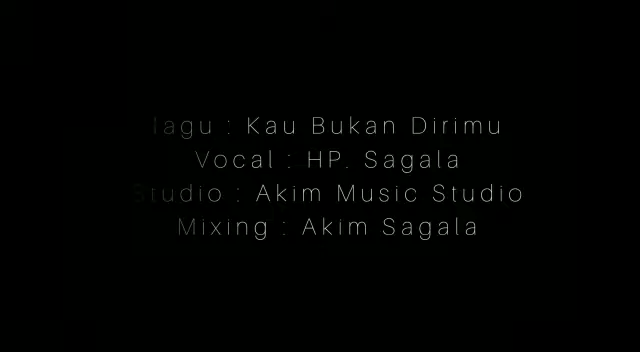 lagu : Kau Bukan Dirimu
Vocal : HP. Sagala
Studio : Akim Music Studio
Mixing : Akim Sagala